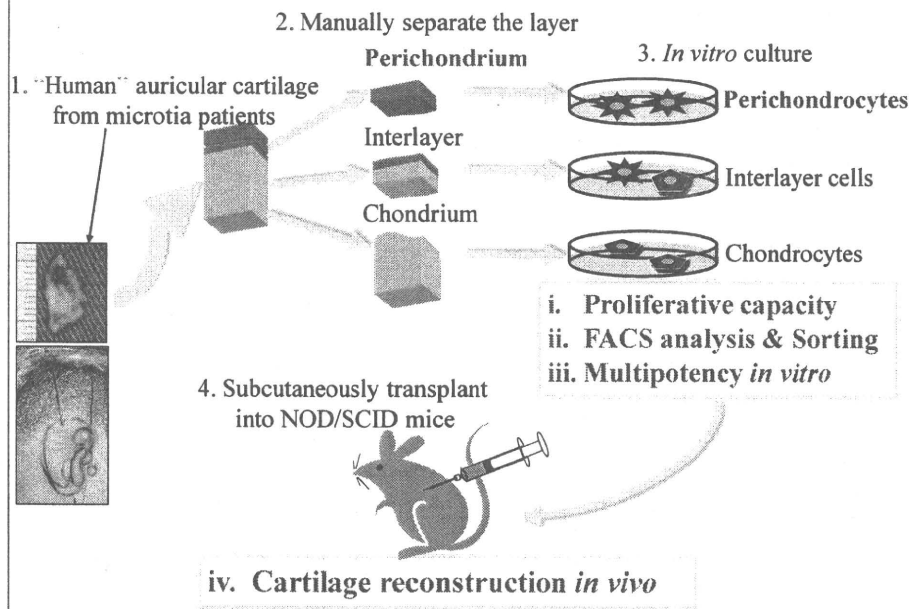 2. Manually separate the layer
Perichondrium
3. In vitro culture
1. "Human" auricular cartilage
from microtia patients
Perichondrocytes
Interlayer
Interlayer cells
Chondrium
Chondrocytes
i. Proliferative capacity
ii. FACS analysis & Sorting
iii. Multipotency in vitro
4. Subcutaneously transplant
into NOD/SCID mice
iv. Cartilage reconstruction in vivo